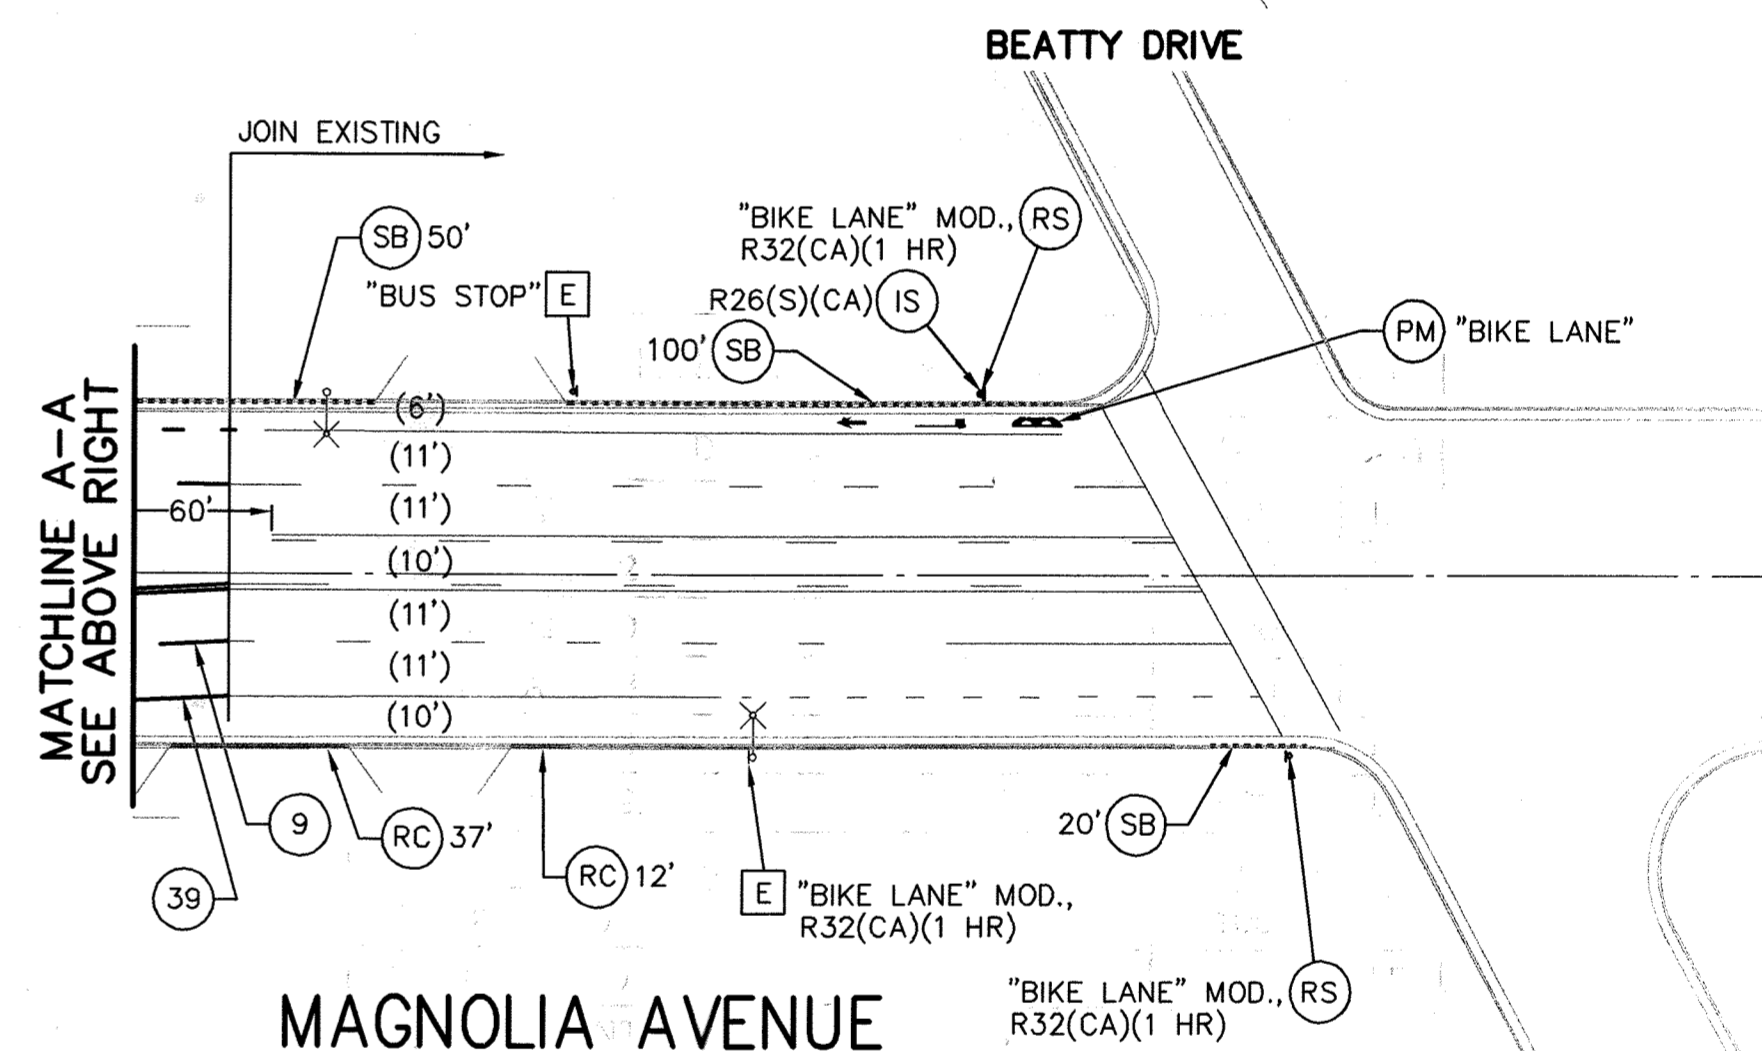 BEATTY DRIVE
JOIN EXISTING
SB 50'
"BUS STOP" E
"BIKE LANE" MOD., RS
R32(CA)(1 HR)
R26(S)(CA) IS
100' SB
PM "BIKE LANE"
MATCHLINE A-A
SEE ABOVE RIGHT
(6')
(11')
(11')
60'
(10')
(11')
(11')
(10')
9
39
RC 37'
RC 12'
E "BIKE LANE" MOD.,
R32(CA)(1 HR)
20' SB
"BIKE LANE" MOD., RS
R32(CA)(1 HR)
MAGNOLIA AVENUE